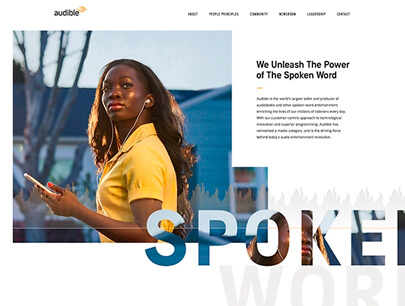 audible
ABOUT PEOPLE PRINCIPLES COMMUNITY NEWSROOM LEADERSHIP CONTACT
We Unleash The Power
of The Spoken Word
Audible is the world's largest seller and producer of
audiobooks and other spoken-word entertainment,
enriching the lives of our millions of listeners every day.
With our customer-centric approach to technological
innovation and superior programming, Audible has
reinvented a media category, and is the driving force
behind today's audio entertainment revolution.
SPOKEN
WOR